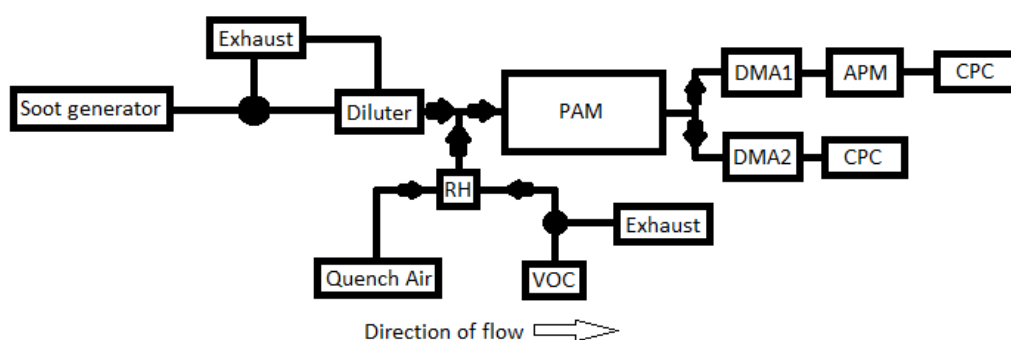 Exhaust
DMA1
APM
CPC
Soot generator
Diluter
PAM
DMA2
CPC
RH
Exhaust
Quench Air
VOC
Direction of flow